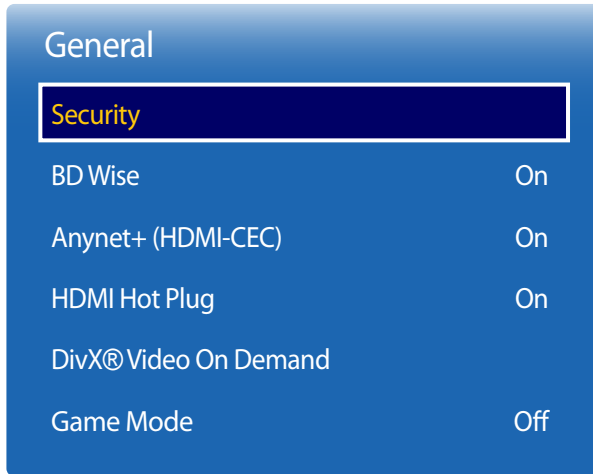 General
Security
BD Wise On
Anynet+ (HDMI-CEC) On
HDMI Hot Plug On
DivX® Video On Demand
Game Mode Off